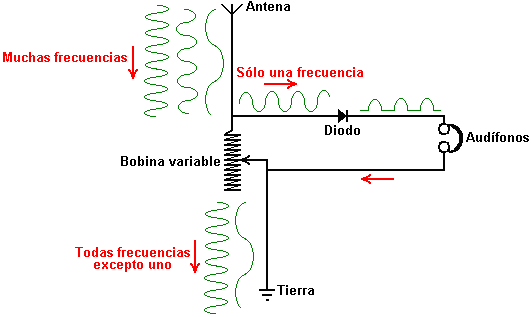 Antena
Muchas frecuencias
Sólo una frecuencia
Diodo
Audífonos
Bobina variable
Todas frecuencias
excepto uno
Tierra